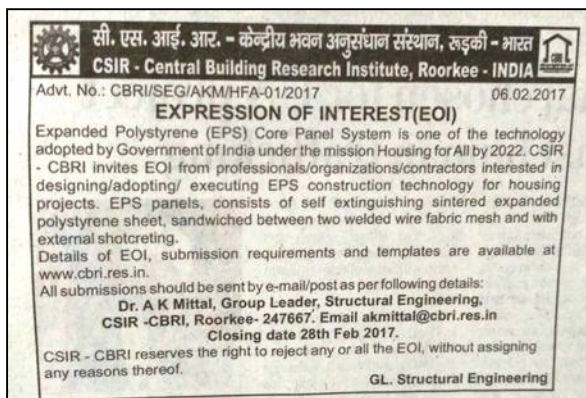 सी. एस. आई. आर. - केन्द्रीय भवन अनुसंधान संस्थान, रूड़की - भारत
CSIR - Central Building Research Institute, Roorkee - INDIA
Advt. No.: CBRI/SEG/AKM/HFA-01/2017 06.02.2017
EXPRESSION OF INTEREST(EOI)
Expanded Polystyrene (EPS) Core Panel System is one of the technology
adopted by Government of India under the mission Housing for All by 2022. CSIR
- CBRI invites EOI from professionals/organizations/contractors interested in
designing/adopting/ executing EPS construction technology for housing
projects. EPS panels, consists of self extinguishing sintered expanded
polystyrene sheet, sandwiched between two welded wire fabric mesh and with
external shotcreting.
Details of EOI, submission requirements and templates are available at
www.cbri.res.in.
All submissions should be sent by e-mail/post as per following details:
Dr. A K Mittal, Group Leader, Structural Engineering,
CSIR -CBRI, Roorkee- 247667. Email akmittal@cbri.res.in
Closing date 28th Feb 2017.
CSIR - CBRI reserves the right to reject any or all the EOI, without assigning
any reasons thereof.
GL. Structural Engineering